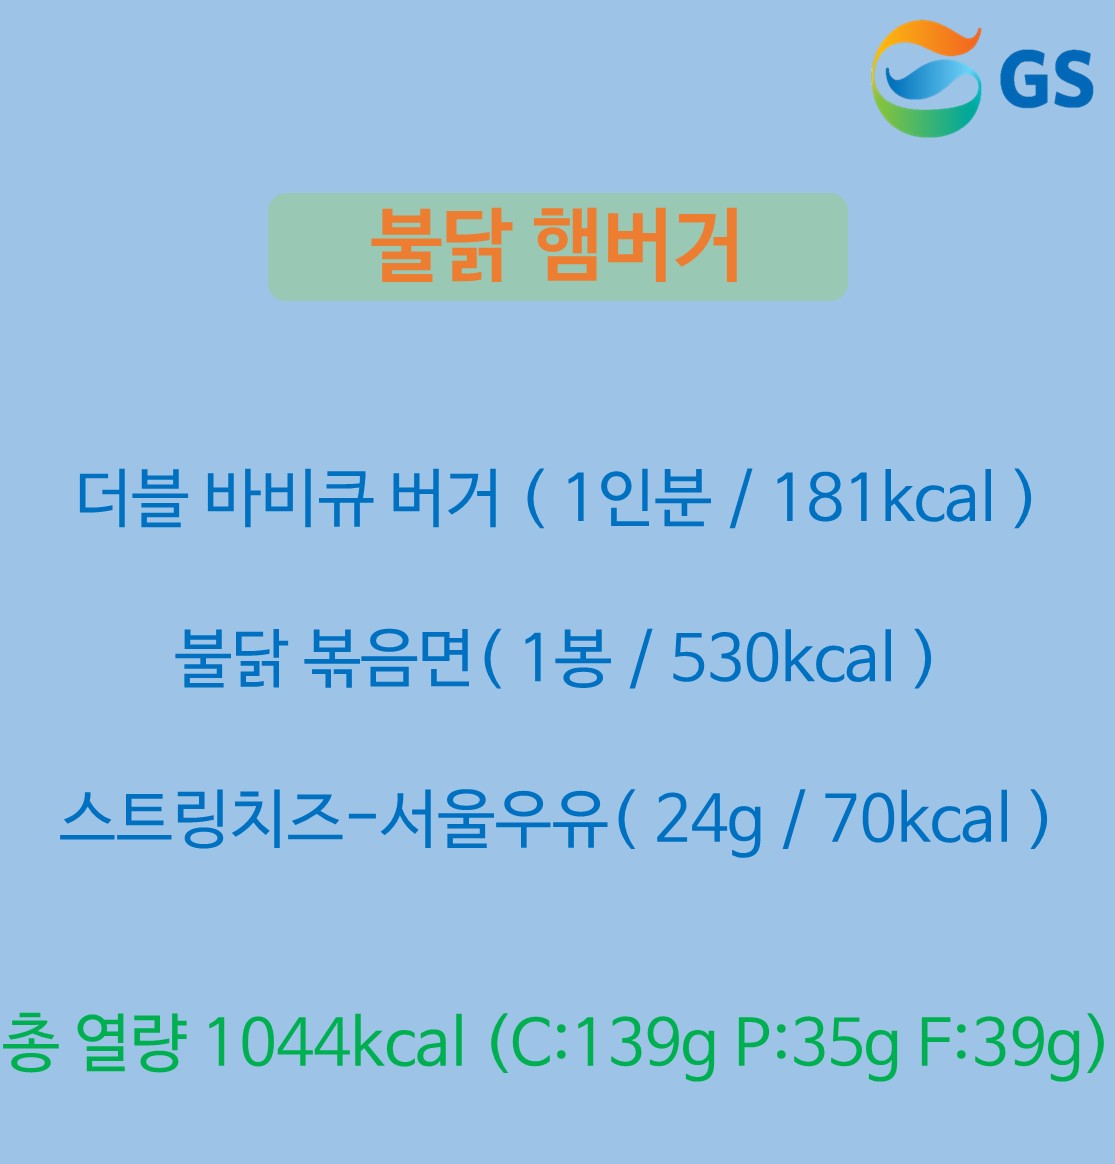 GS
불닭 햄버거
더블 바비큐 버거 ( 1인분 / 181kcal )
불닭 볶음면( 1봉 / 530kcal )
스트링치즈-서울우유( 24g / 70kcal )
총 열량 1044kcal (C:139g P:35g F:39g)